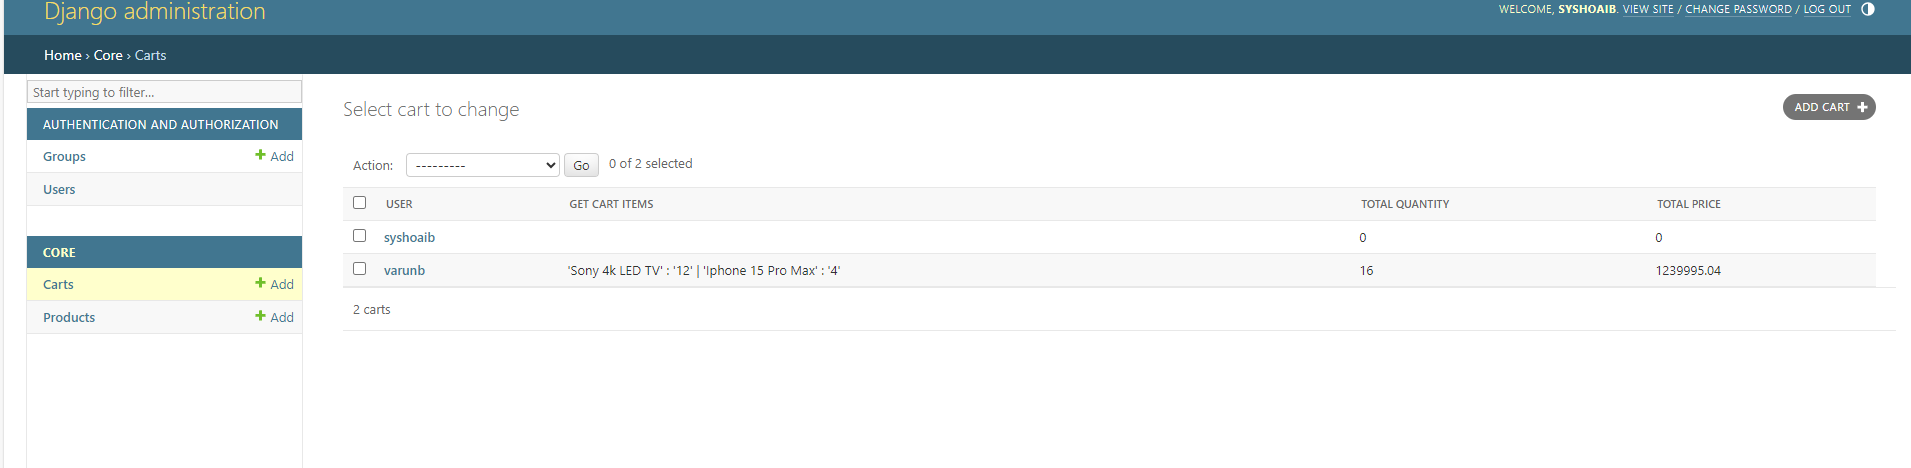 Django administration
WELCOME, SYSHOAIB. VIEW SITE / CHANGE PASSWORD / LOG OUT
Home › Core › Carts
Start typing to filter...
AUTHENTICATION AND AUTHORIZATION
Groups + Add
Users
CORE
Carts + Add
Products + Add
Select cart to change
ADD CART +
Action: --------- Go 0 of 2 selected
USER GET CART ITEMS TOTAL QUANTITY TOTAL PRICE
syshoaib 0 0
varunb 'Sony 4k LED TV' : '12' | 'Iphone 15 Pro Max' : '4' 16 1239995.04
2 carts